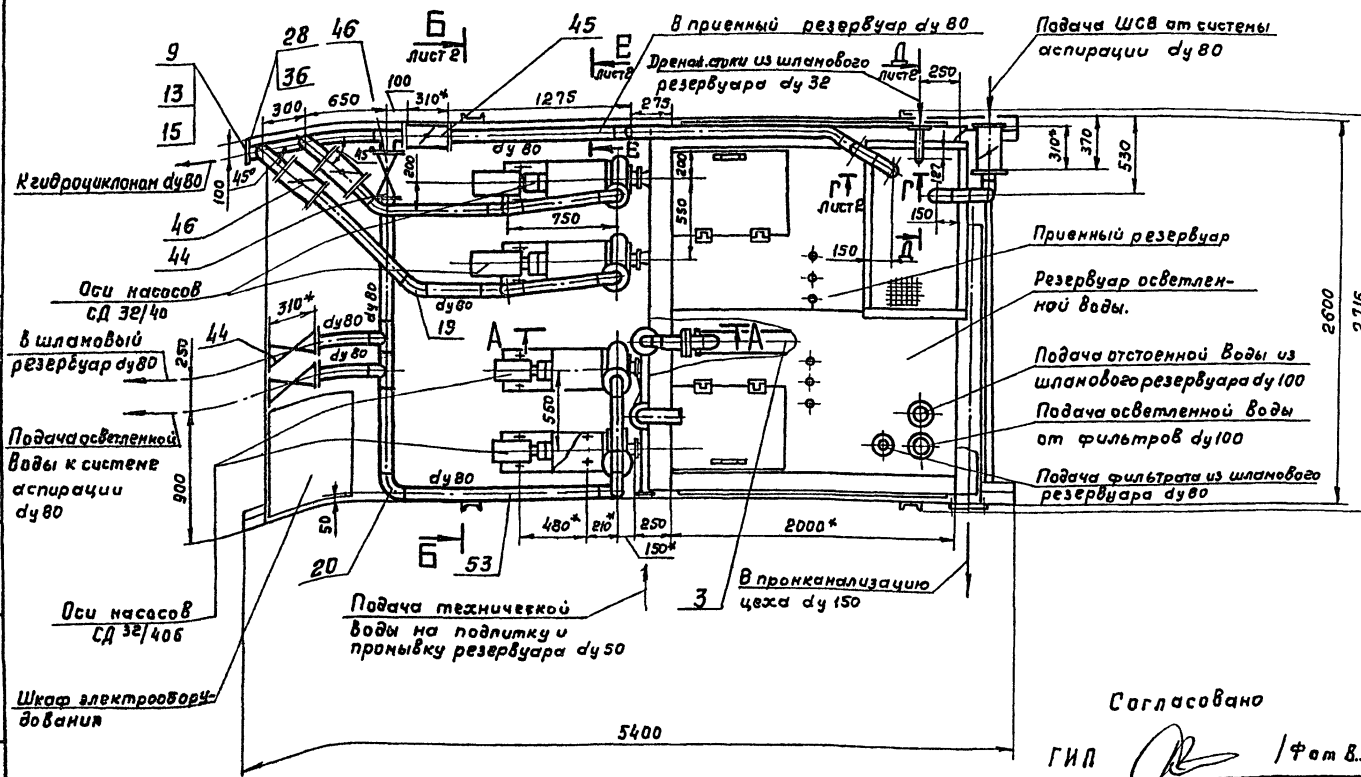 9
13
15
28
36
46
Б
лист 2
Е
лист 2
45
В приемный резервуар dу 80
Дренаж.
из шламового
резервуара dу 32
Д
лист 2
Подача ШСВ от системы
аспирации dу 80
250
300
650
100
310*
1275
275
К гидроциклонам dу80
100
45°
45°
200
dу 80
200
550
750
122
310*
370
530
Г
лист 2
Г
150
150
Д
46
44
Оси насосов
СД 32/40
dу80
dу80
19
Приемный резервуар
Резервуар осветлен-
ной воды.
2600
2716
310*
44
dу80
dу 80
в шламовый
резервуар dу80
250
А
А
550
Подача отстоенной воды из
шламового резервуара dу100
Подача осветленной воды
от фильтров dу100
Подача фильтрата из шламового
резервуара dу80
Подача осветленной
воды к системе
аспирации
dу 80
900
50
dу80
480*
210*
250
150*
2000*
20
Б
53
3
Подача технической
воды на подпитку и
промывку резервуара dу 50
В промканализацию
цеха dу 150
Оси насосов
СД 32/40б
Шкаф электрообору-
дования
5400
Согласовано
ГИП
/Фот В..